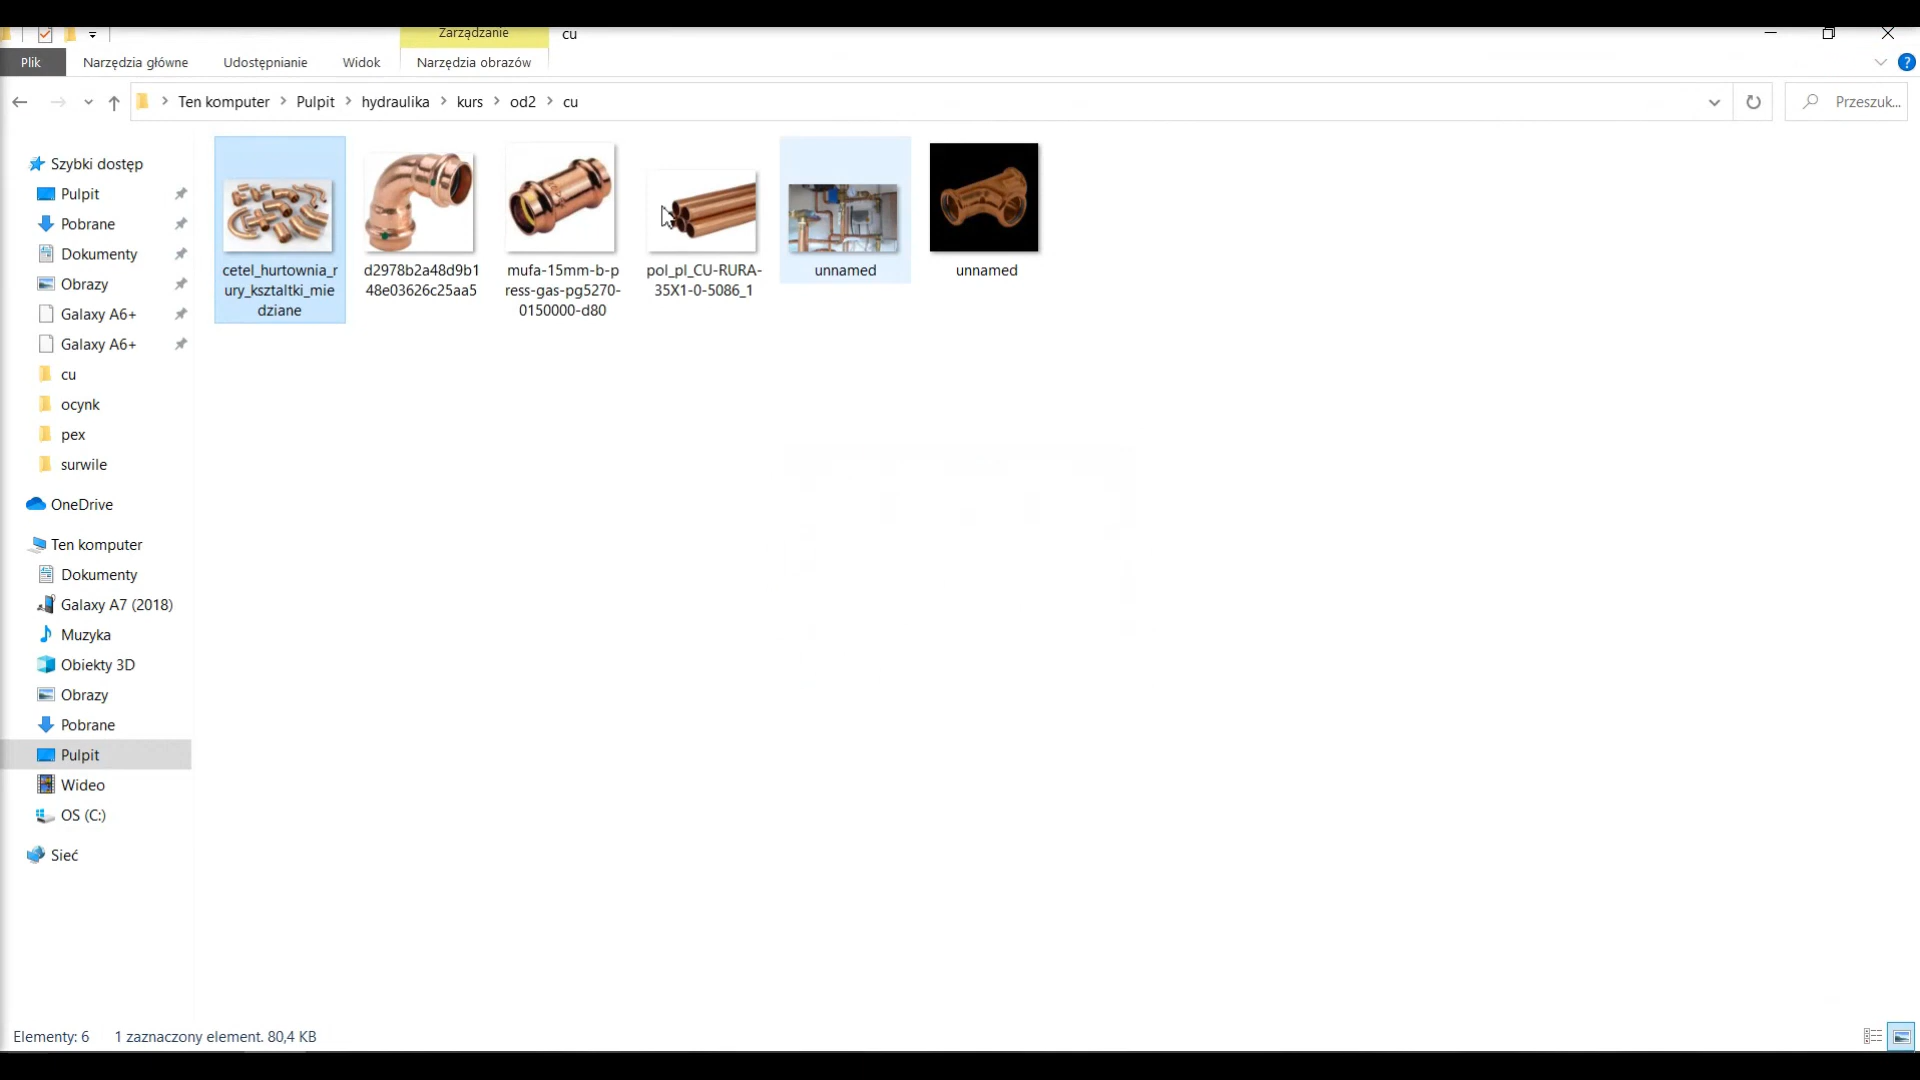 Zarządzanie
cu
Plik
Narzędzia główne
Udostępnianie
Widok
Narzędzia obrazów
Ten komputer
Pulpit
hydraulika
kurs
od2
cu
Przeszuk...
Szybki dostęp
Pulpit
Pobrane
Dokumenty
Obrazy
Galaxy A6+
Galaxy A6+
cu
ocynk
pex
surwile
OneDrive
Ten komputer
Dokumenty
Galaxy A7 (2018)
Muzyka
Obiekty 3D
Obrazy
Pobrane
Pulpit
Wideo
OS (C:)
Sieć
cetel_hurtownia_r
ury_ksztaltki_mie
dziane
d2978b2a48d9b1
48e03626c25aa5
mufa-15mm-b-p
ress-gas-pg5270-
0150000-d80
pol_pl_CU-RURA-
35X1-0-5086_1
unnamed
unnamed
Elementy: 6
1 zaznaczony element. 80,4 KB